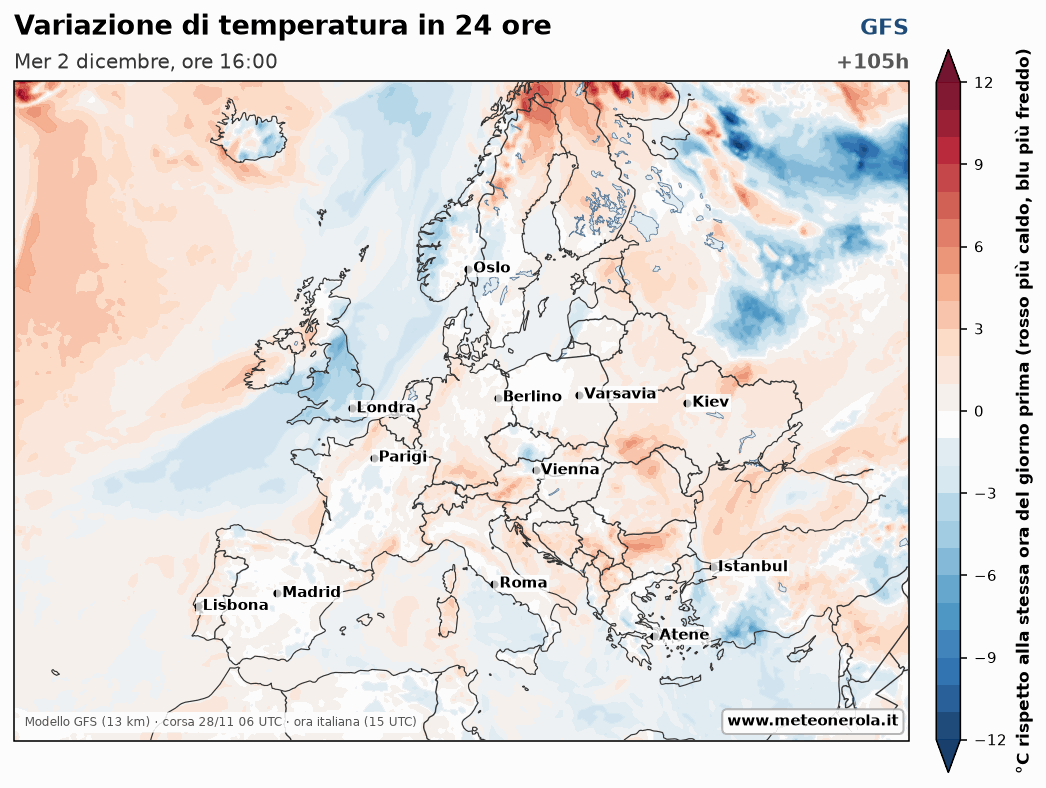 Variazione di temperatura in 24 ore
GFS
Mer 2 dicembre, ore 16:00
+105h
Oslo
Londra
Berlino
Varsavia
Kiev
Parigi
Vienna
Istanbul
Roma
Madrid
Lisbona
Atene
Modello GFS (13 km) · corsa 28/11 06 UTC · ora italiana (15 UTC)
www.meteonerola.it
12
9
6
3
0
−3
−6
−9
−12
°C rispetto alla stessa ora del giorno prima (rosso più caldo, blu più freddo)